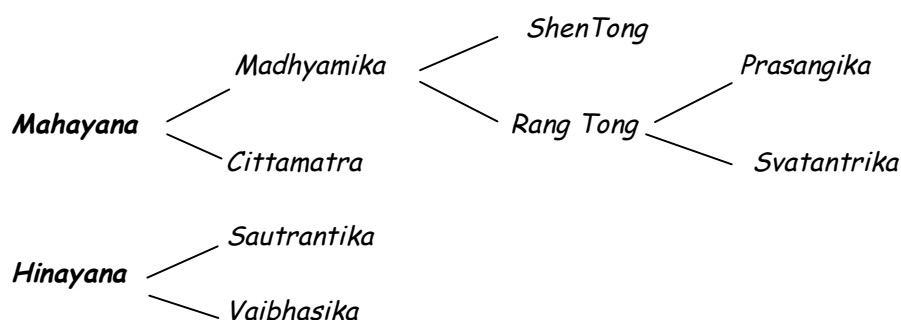 ShenTong
Madhyamika
Prasangika
Mahayana
Rang Tong
Cittamatra
Svatantrika
Sautrantika
Hinayana
Vaibhasika